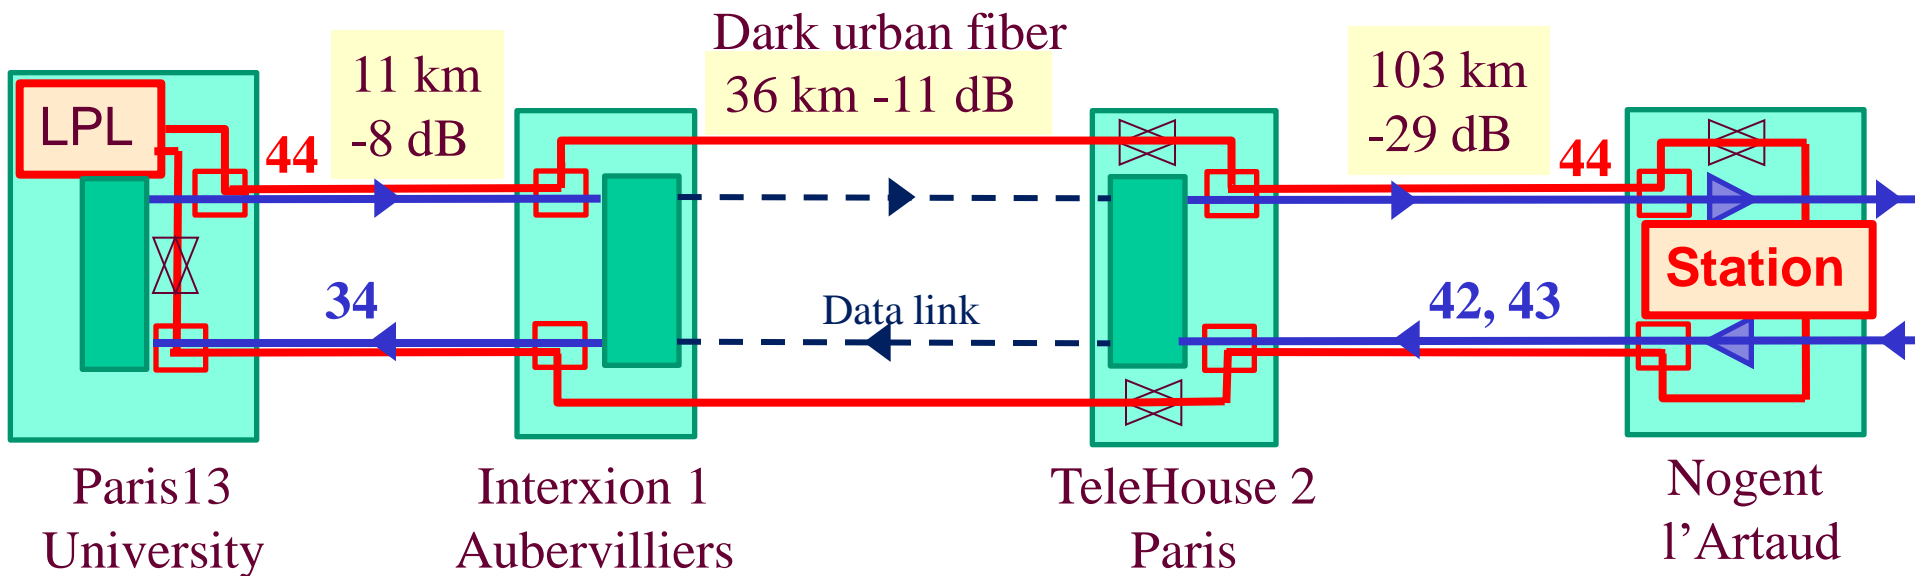 Dark urban fiber
11 km
-8 dB
36 km -11 dB
103 km
-29 dB
LPL
44
44
34
Data link
42, 43
Station
Paris13
University
Interxion 1
Aubervilliers
TeleHouse 2
Paris
Nogent
l’Artaud